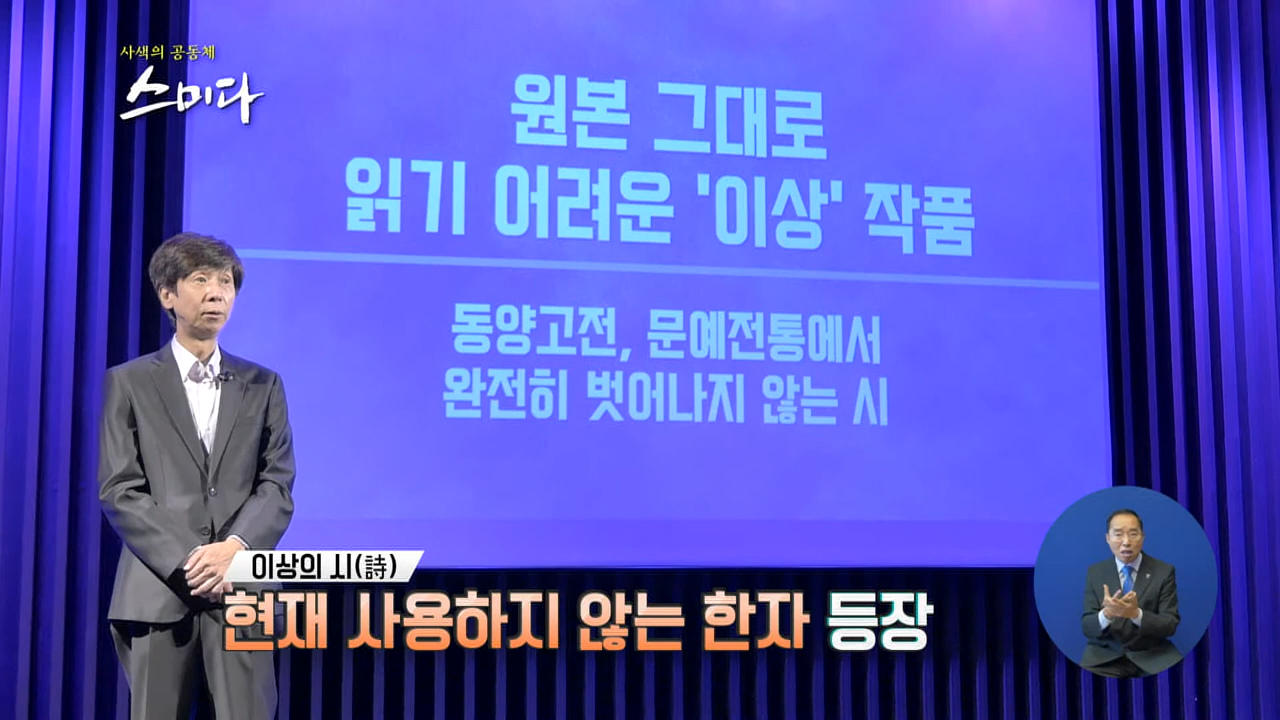 사색의 공동체
스미다
원본 그대로
읽기 어려운 '이상' 작품
동양고전, 문예전통에서
완전히 벗어나지 않는 시
이상의 시(詩)
현재 사용하지 않는 한자 등장